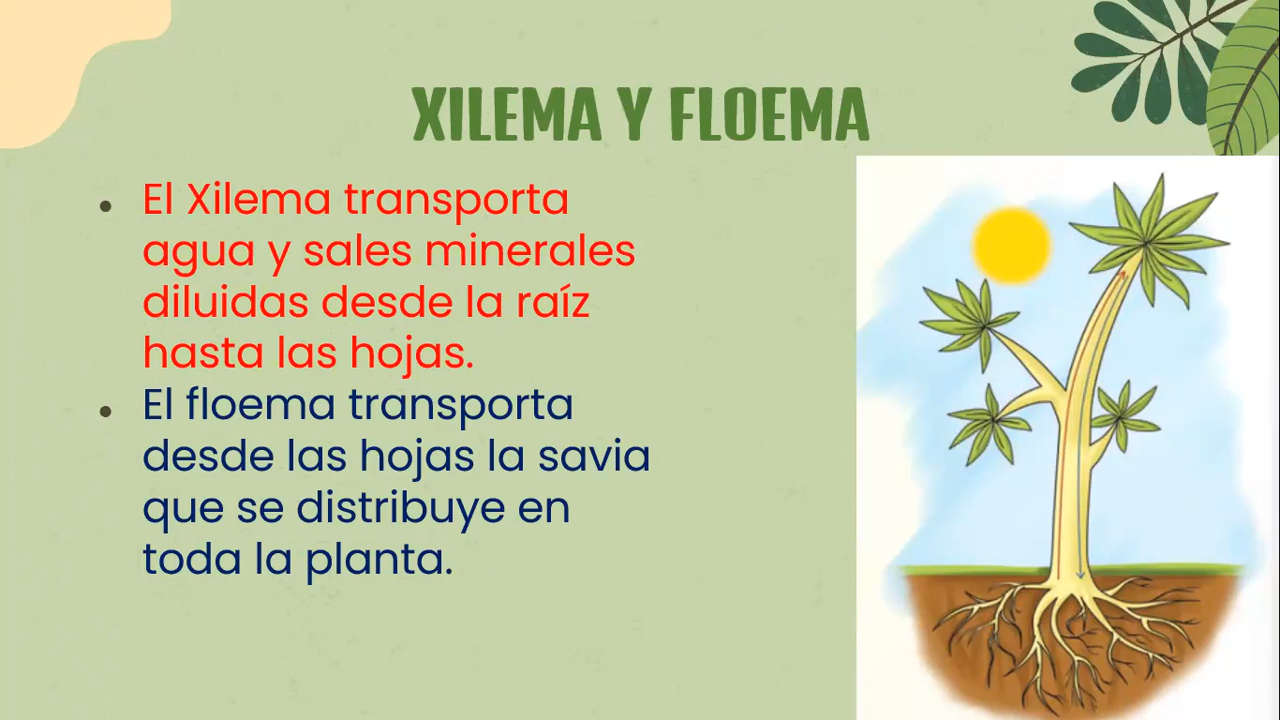 XILEMA Y FLOEMA
• El Xilema transporta
agua y sales minerales
diluidas desde la raíz
hasta las hojas.
• El floema transporta
desde las hojas la savia
que se distribuye en
toda la planta.